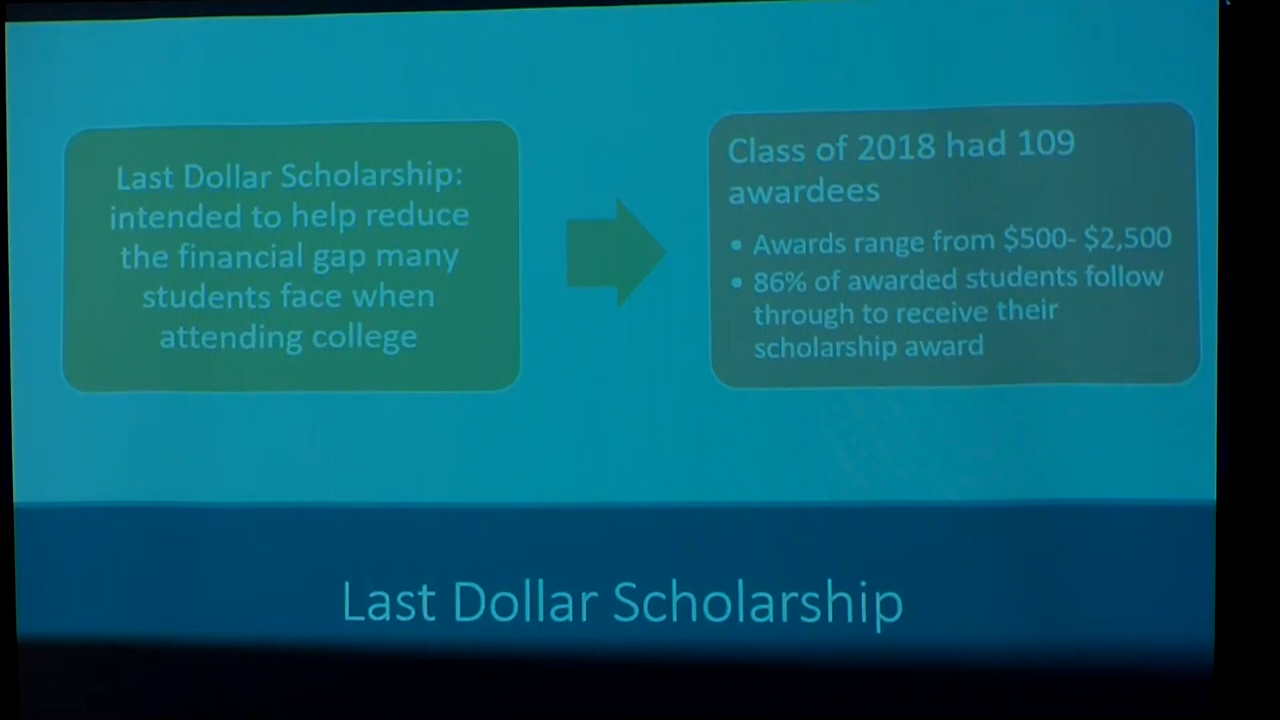 Last Dollar Scholarship:
intended to help reduce
the financial gap many
students face when
attending college
Class of 2018 had 109
awardees
• Awards range from $500- $2,500
• 86% of awarded students follow
through to receive their
scholarship award
Last Dollar Scholarship